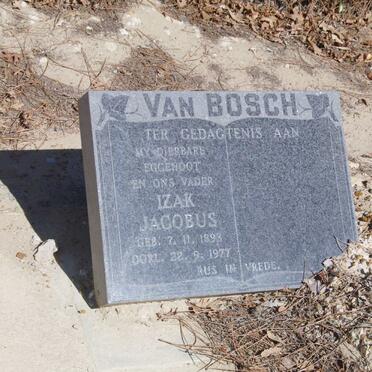 VAN BOSCH
TER GEDAGTENIS AAN
MY DIERBARE
EGGENOOT
EN ONS VADER
IZAK
JACOBUS
GEB. 7. 11. 1893
OORL. 22. 9. 1977
RUS IN VREDE.